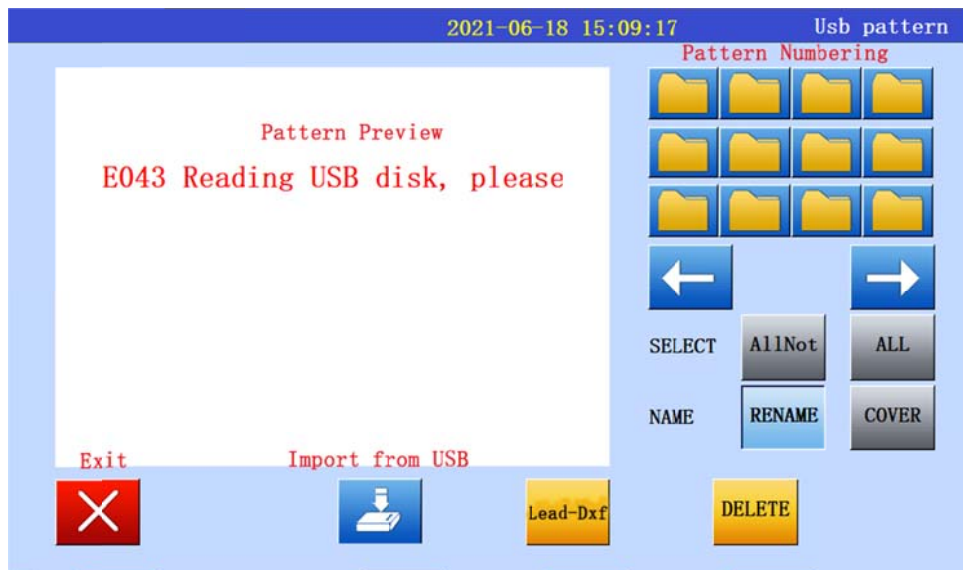 2021-06-18 15:09:17 Usb pattern
Pattern Numbering
Pattern Preview
E043 Reading USB disk, please
SELECT AllNot ALL
NAME RENAME COVER
Exit Import from USB
Lead-Dxf DELETE